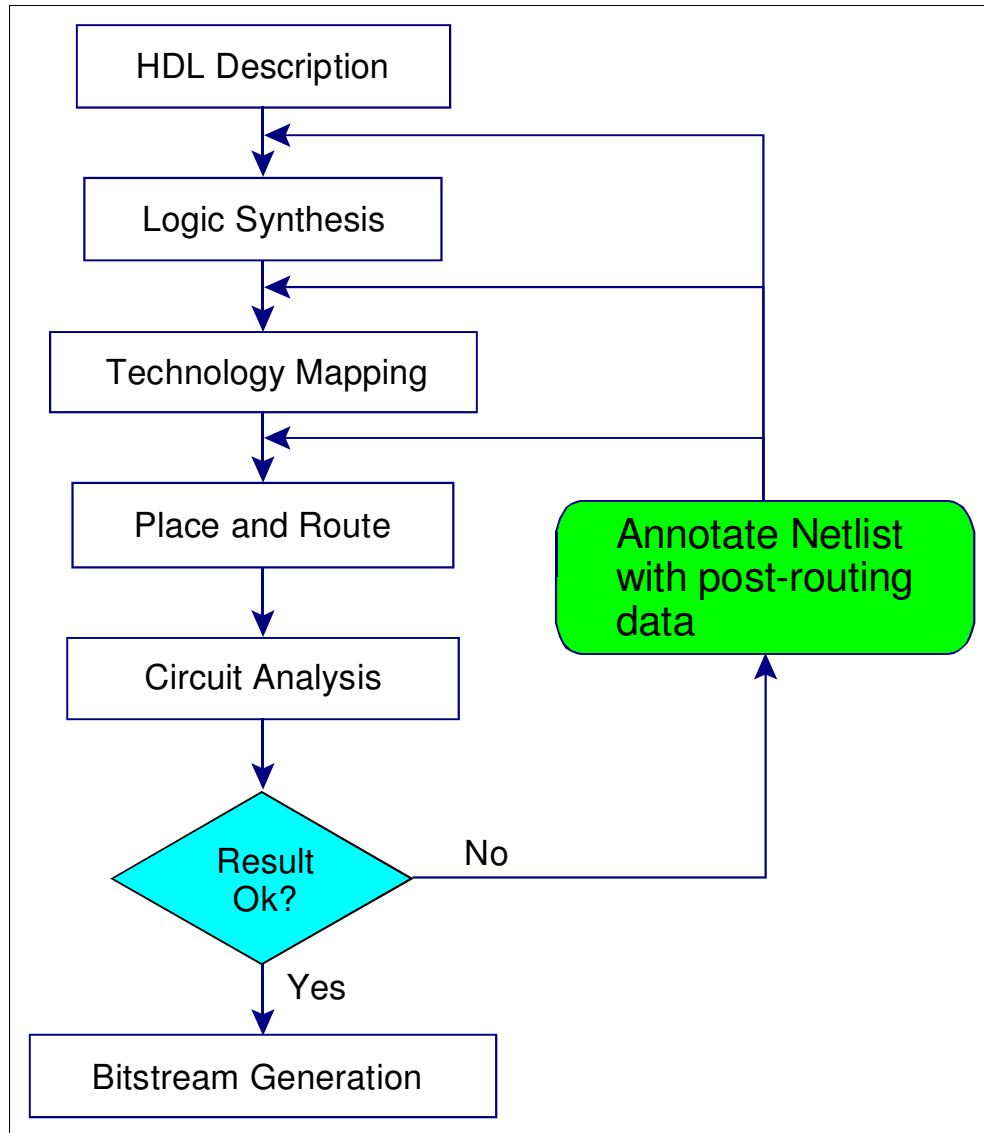 HDL Description
Logic Synthesis
Technology Mapping
Place and Route
Annotate Netlist
with post-routing
data
Circuit Analysis
Result
Ok?
No
Yes
Bitstream Generation